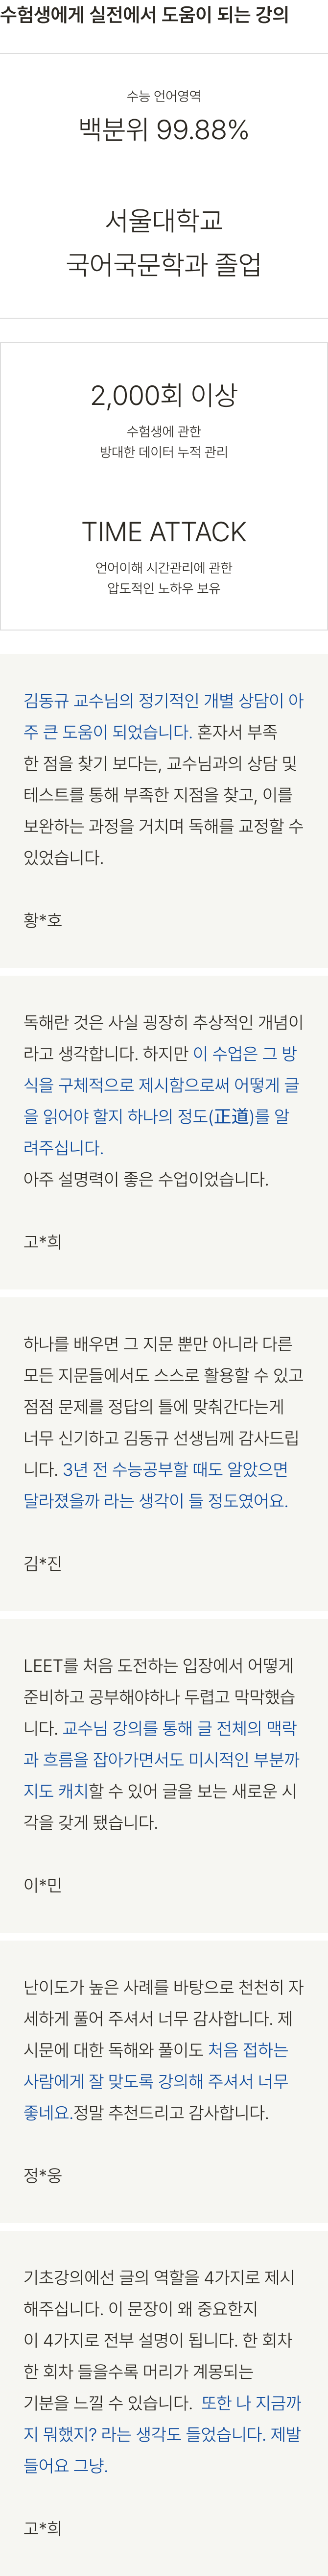 수험생에게 실전에서 도움이 되는 강의
수능 언어영역
백분위 99.88%
서울대학교
국어국문학과 졸업
2,000회 이상
수험생에 관한
방대한 데이터 누적 관리
TIME ATTACK
언어이해 시간관리에 관한
압도적인 노하우 보유
김동규 교수님의 정기적인 개별 상담이 아
주 큰 도움이 되었습니다. 혼자서 부족
한 점을 찾기 보다는, 교수님과의 상담 및
테스트를 통해 부족한 지점을 찾고, 이를
보완하는 과정을 거치며 독해를 교정할 수
있었습니다.
황*호
독해란 것은 사실 굉장히 추상적인 개념이
라고 생각합니다. 하지만 이 수업은 그 방
식을 구체적으로 제시함으로써 어떻게 글
을 읽어야 할지 하나의 정도(正道)를 알
려주십니다.
아주 설명력이 좋은 수업이었습니다.
고*희
하나를 배우면 그 지문 뿐만 아니라 다른
모든 지문들에서도 스스로 활용할 수 있고
점점 문제를 정답의 틀에 맞춰간다는게
너무 신기하고 김동규 선생님께 감사드립
니다. 3년 전 수능공부할 때도 알았으면
달라졌을까 라는 생각이 들 정도였어요.
김*진
LEET를 처음 도전하는 입장에서 어떻게
준비하고 공부해야하나 두렵고 막막했습
니다. 교수님 강의를 통해 글 전체의 맥락
과 흐름을 잡아가면서도 미시적인 부분까
지도 캐치할 수 있어 글을 보는 새로운 시
각을 갖게 됐습니다.
이*민
난이도가 높은 사례를 바탕으로 천천히 자
세하게 풀어 주셔서 너무 감사합니다. 제
시문에 대한 독해와 풀이도 처음 접하는
사람에게 잘 맞도록 강의해 주셔서 너무
좋네요.정말 추천드리고 감사합니다.
정*웅
기초강의에선 글의 역할을 4가지로 제시
해주십니다. 이 문장이 왜 중요한지
이 4가지로 전부 설명이 됩니다. 한 회차
한 회차 들을수록 머리가 계몽되는
기분을 느낄 수 있습니다. 또한 나 지금까
지 뭐했지? 라는 생각도 들었습니다. 제발
들어요 그냥.
고*희